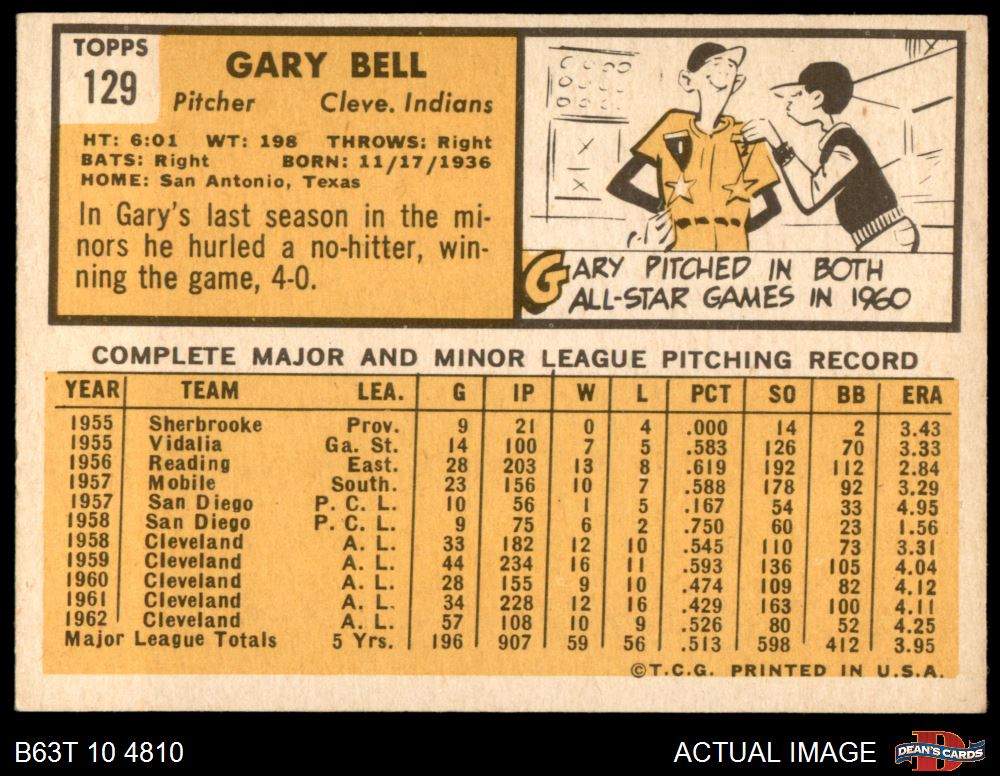 TOPPS
129
GARY BELL
Pitcher Cleve. Indians
HT: 6:01 WT: 198 THROWS: Right
BATS: Right BORN: 11/17/1936
HOME: San Antonio, Texas
In Gary's last season in the mi-
nors he hurled a no-hitter, win-
ning the game, 4-0.
GARY PITCHED IN BOTH
ALL-STAR GAMES IN 1960
COMPLETE MAJOR AND MINOR LEAGUE PITCHING RECORD
YEAR TEAM LEA. G IP W L PCT SO BB ERA
1955 Sherbrooke Prov. 9 21 0 4 .000 14 2 3.43
1955 Vidalia Ga. St. 14 100 7 5 .583 126 70 3.33
1956 Reading East. 28 203 13 8 .619 192 112 2.84
1957 Mobile South. 23 156 10 7 .588 178 92 3.29
1957 San Diego P. C. L. 10 56 1 5 .167 54 33 4.95
1958 San Diego P. C. L. 9 75 6 2 .750 60 23 1.56
1958 Cleveland A. L. 33 182 12 10 .545 110 73 3.31
1959 Cleveland A. L. 44 234 16 11 .593 136 105 4.04
1960 Cleveland A. L. 28 155 9 10 .474 109 82 4.12
1961 Cleveland A. L. 34 228 12 16 .429 163 100 4.11
1962 Cleveland A. L. 57 108 10 9 .526 80 52 4.25
Major League Totals 5 Yrs. 196 907 59 56 .513 598 412 3.95
©T.C.G. PRINTED IN U.S.A.
B63T 10 4810 ACTUAL IMAGE
D
DEAN'S CARDS